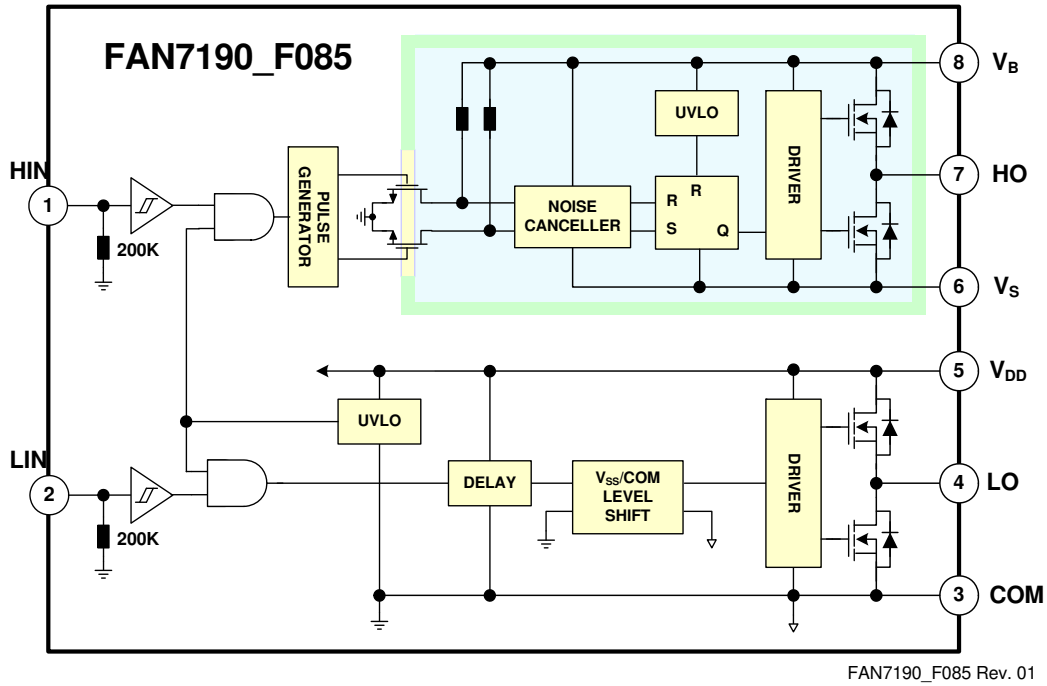 FAN7190_F085
8
VB
UVLO
HIN
1
PULSE
GENERATOR
DRIVER
7
HO
R
R
NOISE
CANCELLER
S
Q
200K
6
VS
5
VDD
UVLO
LIN
2
DELAY
VSS/COM
LEVEL
SHIFT
DRIVER
4
LO
200K
3
COM
FAN7190_F085 Rev. 01